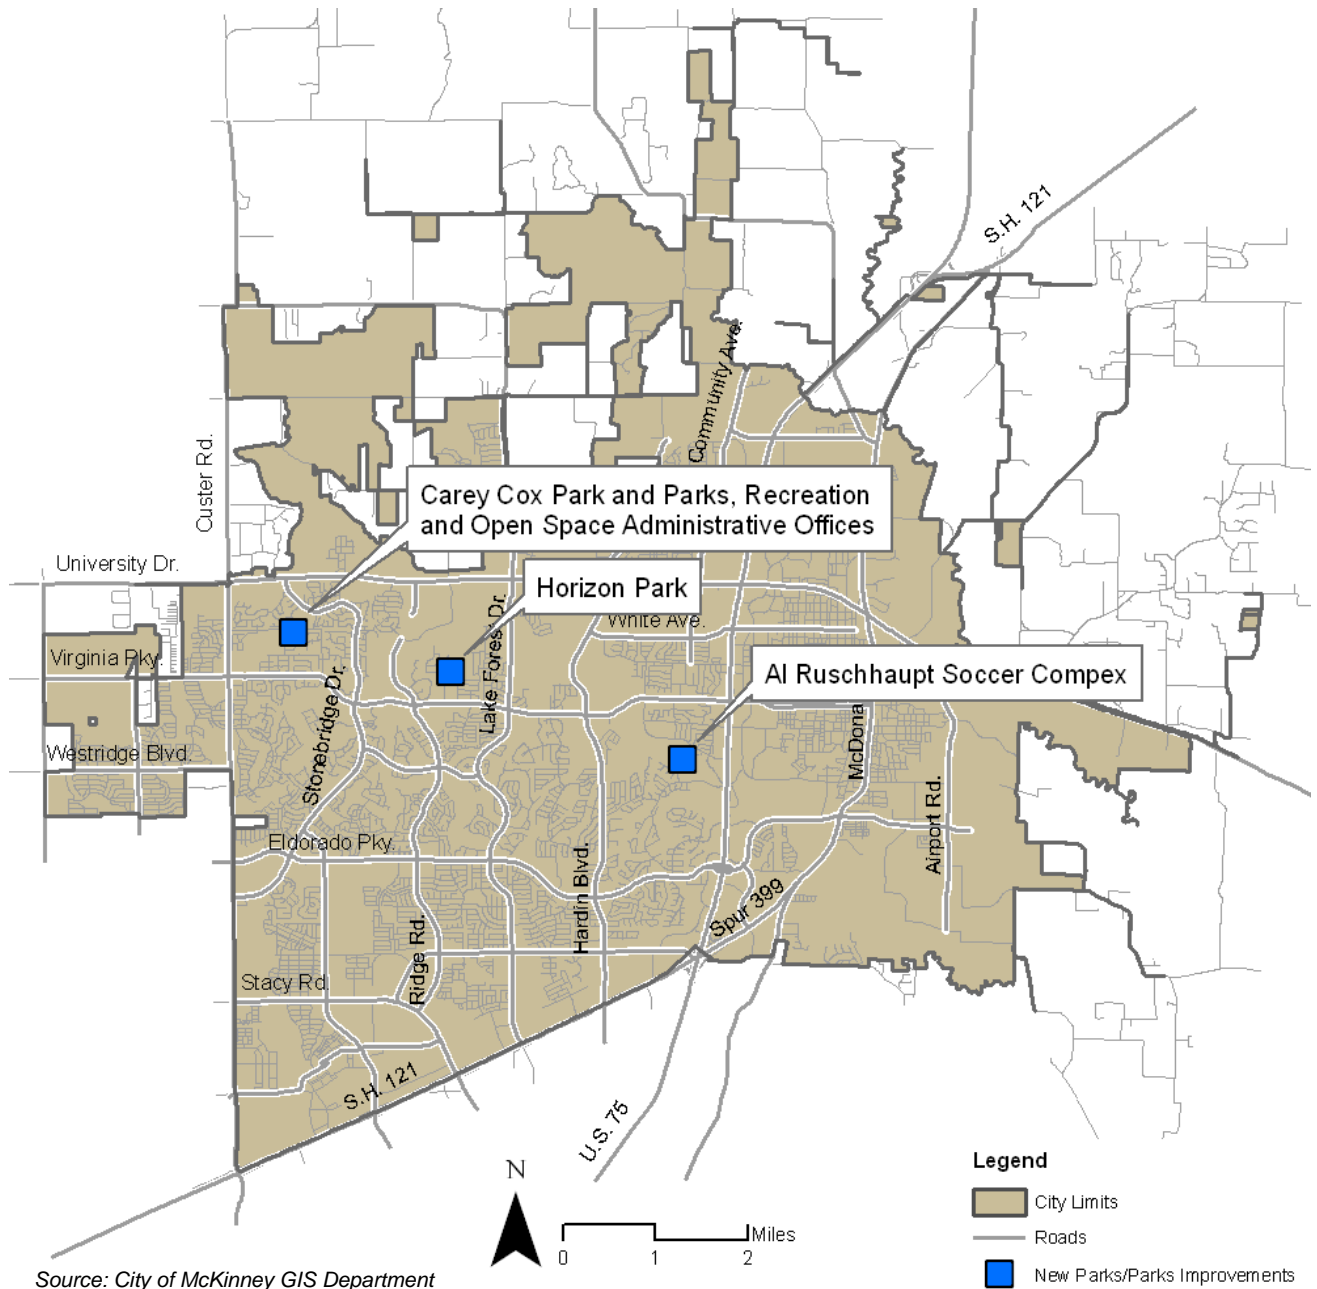 S.H. 121
Community Ave.
Custer Rd.
Carey Cox Park and Parks, Recreation
and Open Space Administrative Offices
University Dr.
Horizon Park
White Ave.
Virginia Pky.
Lake Forest Dr.
Al Ruschhaupt Soccer Compex
Stonebridge Dr.
Westridge Blvd.
McDona
Airport Rd.
Eldorado Pky.
Hardin Blvd.
Spur 399
Ridge Rd.
Stacy Rd.
S.H. 121
U.S. 75
N
Miles
0 1 2
Legend
City Limits
Roads
New Parks/Parks Improvements
Source: City of McKinney GIS Department